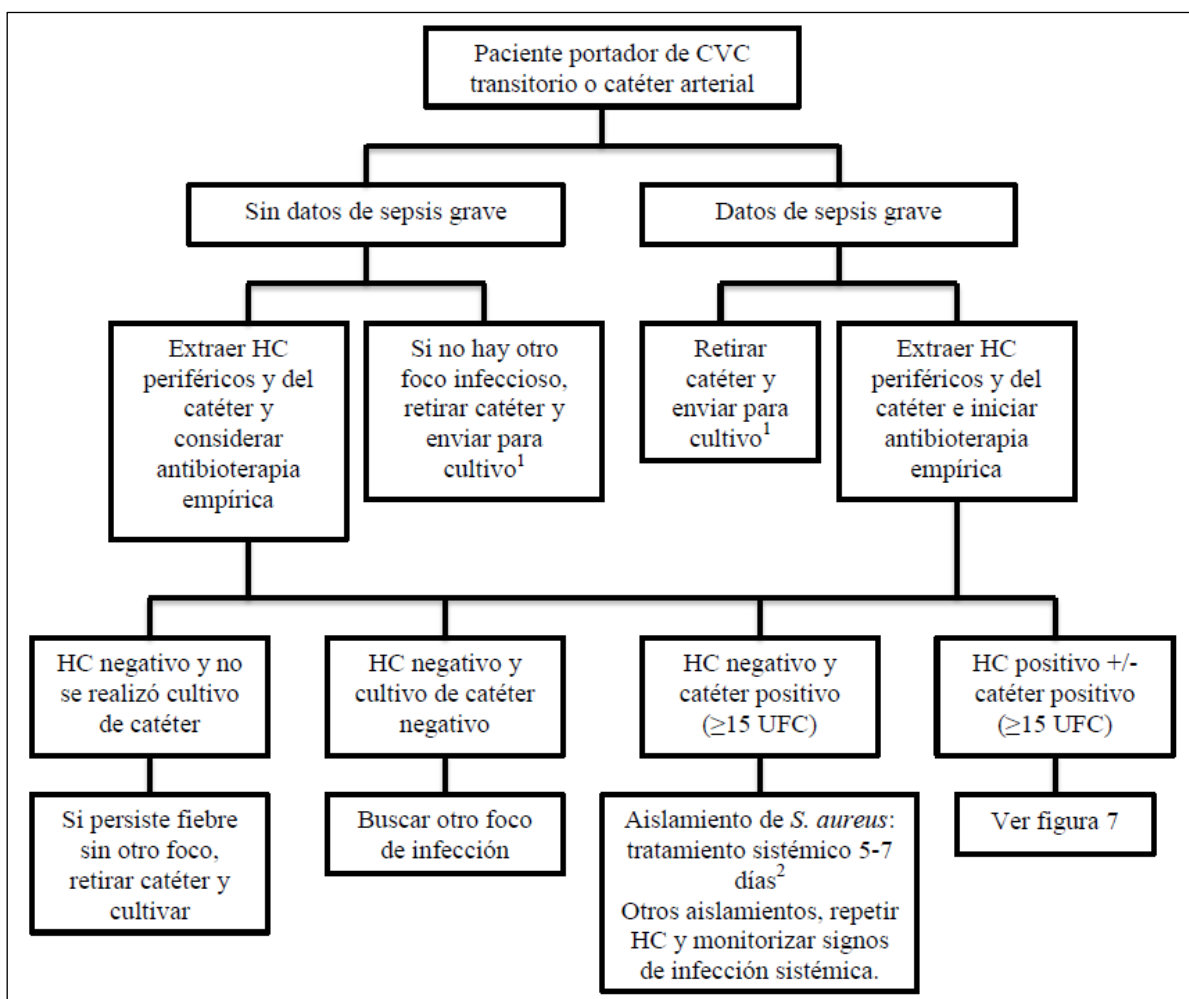 Paciente portador de CVC
transitorio o catéter arterial
Sin datos de sepsis grave
Datos de sepsis grave
Extraer HC
periféricos y del
catéter y
considerar
antibioterapia
empírica
Si no hay otro
foco infeccioso,
retirar catéter y
enviar para
cultivo¹
Retirar
catéter y
enviar para
cultivo¹
Extraer HC
periféricos y del
catéter e iniciar
antibioterapia
empírica
HC negativo y no
se realizó cultivo
de catéter
HC negativo y
cultivo de catéter
negativo
HC negativo y
catéter positivo
(≥15 UFC)
HC positivo +/-
catéter positivo
(≥15 UFC)
Si persiste fiebre
sin otro foco,
retirar catéter y
cultivar
Buscar otro foco
de infección
Aislamiento de S. aureus:
tratamiento sistémico 5-7
días²
Otros aislamientos, repetir
HC y monitorizar signos
de infección sistémica.
Ver figura 7